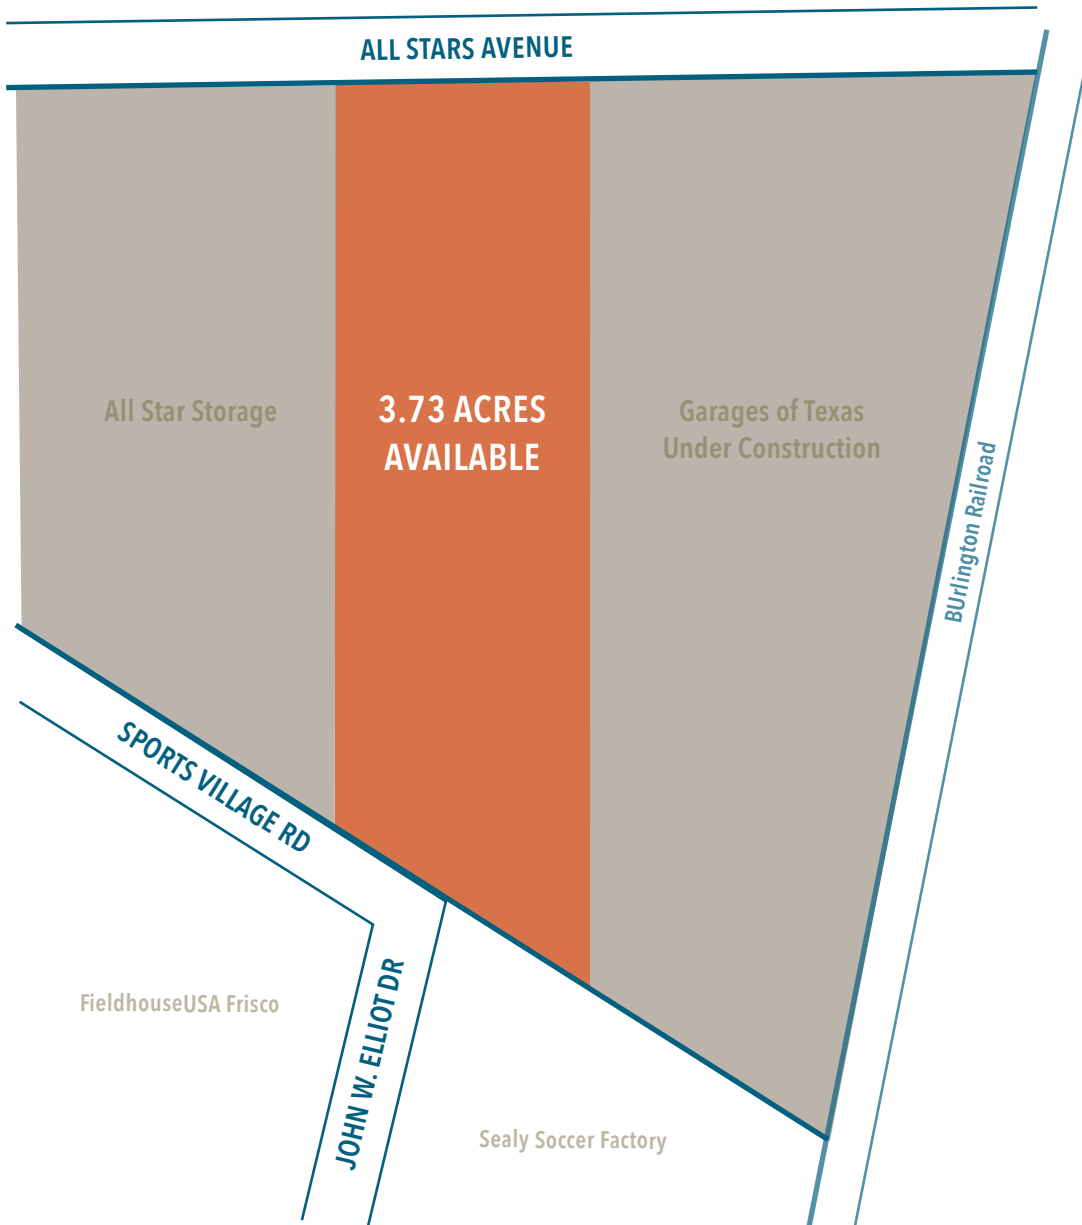 ALL STARS AVENUE
All Star Storage
3.73 ACRES
AVAILABLE
Garages of Texas
Under Construction
BUrlington Railroad
SPORTS VILLAGE RD
JOHN W. ELLIOT DR
FieldhouseUSA Frisco
Sealy Soccer Factory